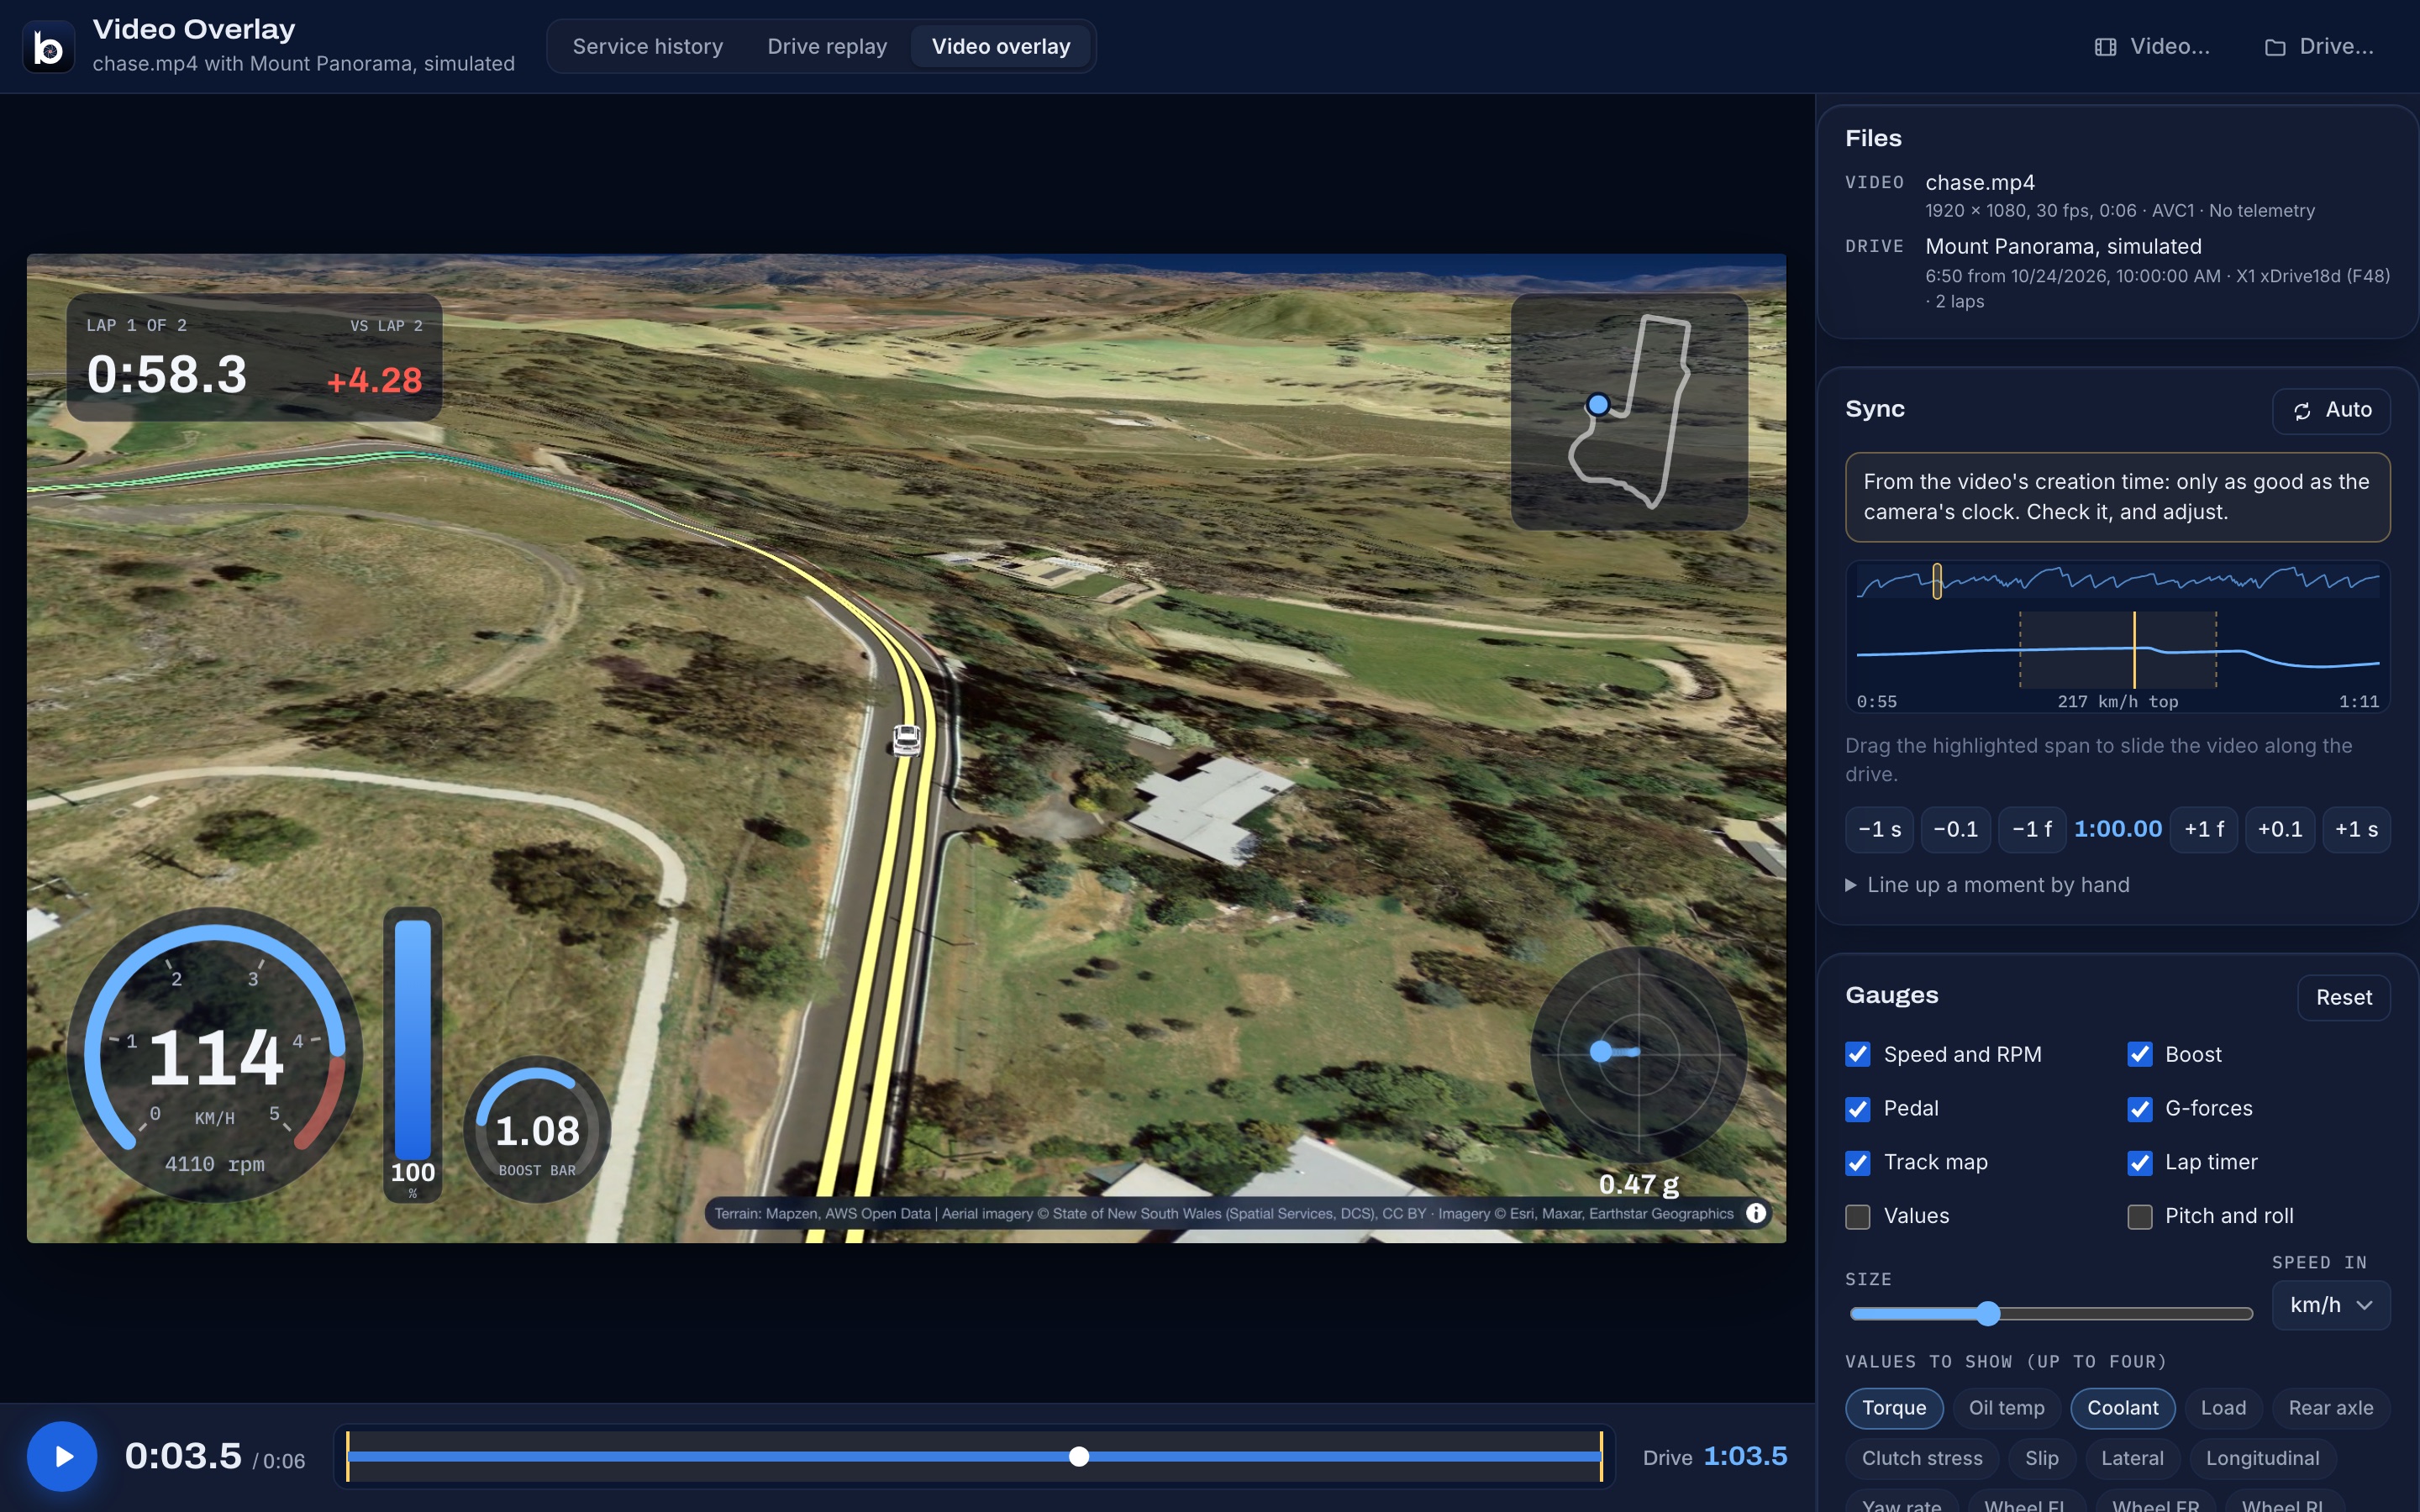 Video Overlay
chase.mp4 with Mount Panorama, simulated
Service history
Drive replay
Video overlay
Video...
Drive...
LAP 1 OF 2
VS LAP 2
0:58.3
+4.28
2
3
1
4
114
0
KM/H
5
4110 rpm
100
%
1.08
BOOST BAR
0.47 g
Terrain: Mapzen, AWS Open Data | Aerial imagery © State of New South Wales (Spatial Services, DCS), CC BY · Imagery © Esri, Maxar, Earthstar Geographics
0:03.5 / 0:06
Drive 1:03.5
Files
VIDEO
chase.mp4
1920 × 1080, 30 fps, 0:06 · AVC1 · No telemetry
DRIVE
Mount Panorama, simulated
6:50 from 10/24/2026, 10:00:00 AM · X1 xDrive18d (F48)
· 2 laps
Sync
Auto
From the video's creation time: only as good as the
camera's clock. Check it, and adjust.
0:55
217 km/h top
1:11
Drag the highlighted span to slide the video along the
drive.
−1 s
−0.1
−1 f
1:00.00
+1 f
+0.1
+1 s
Line up a moment by hand
Gauges
Reset
Speed and RPM
Boost
Pedal
G-forces
Track map
Lap timer
Values
Pitch and roll
SIZE
SPEED IN
km/h
VALUES TO SHOW (UP TO FOUR)
Torque
Oil temp
Coolant
Load
Rear axle
Clutch stress
Slip
Lateral
Longitudinal
Yaw rate
Wheel FL
Wheel FR
Wheel RL